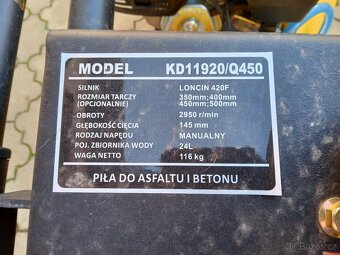 MODEL KD11920/Q450
SILNIK LONCIN 420F
ROZMIAR TARCZY 350mm;400mm
(OPCJONALNIE) 450mm;500mm
OBROTY 2950 r/min
GŁĘBOKOŚĆ CIĘCIA 145 mm
RODZAJ NAPĘDU MANUALNY
POJ. ZBIORNIKA WODY 24L
WAGA NETTO 116 kg
PIŁA DO ASFALTU I BETONU